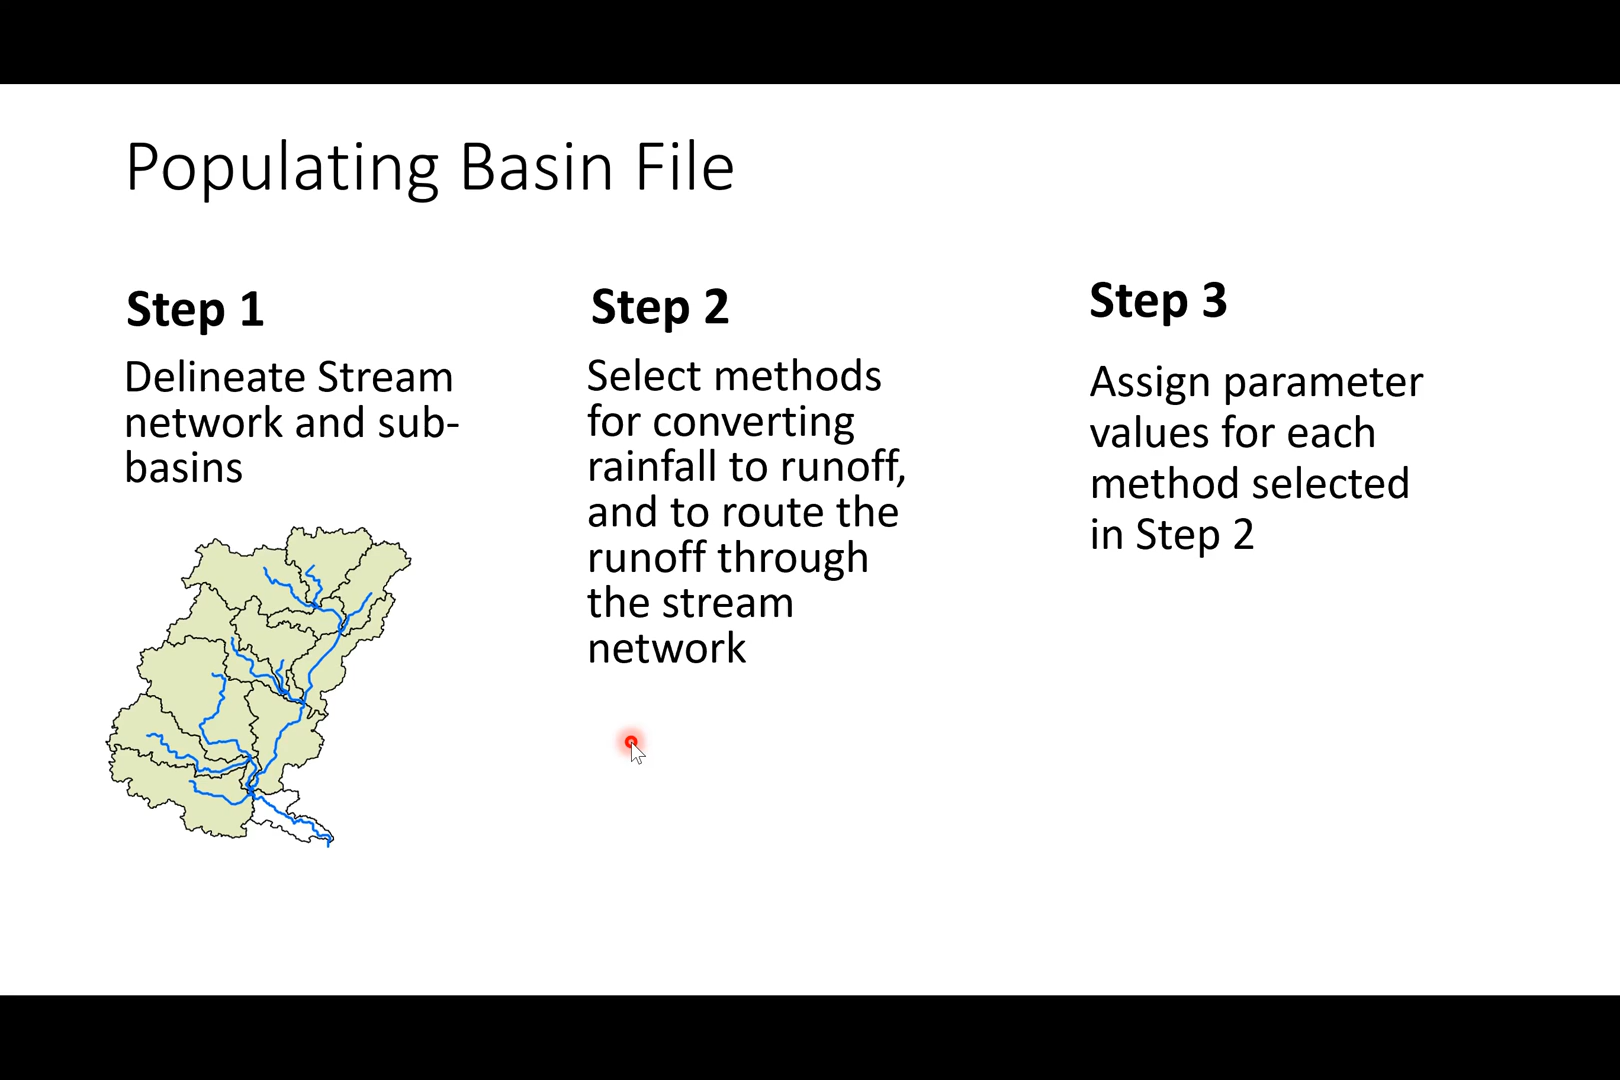 Populating Basin File
Step 1
Delineate Stream
network and sub-
basins
Step 2
Select methods
for converting
rainfall to runoff,
and to route the
runoff through
the stream
network
Step 3
Assign parameter
values for each
method selected
in Step 2